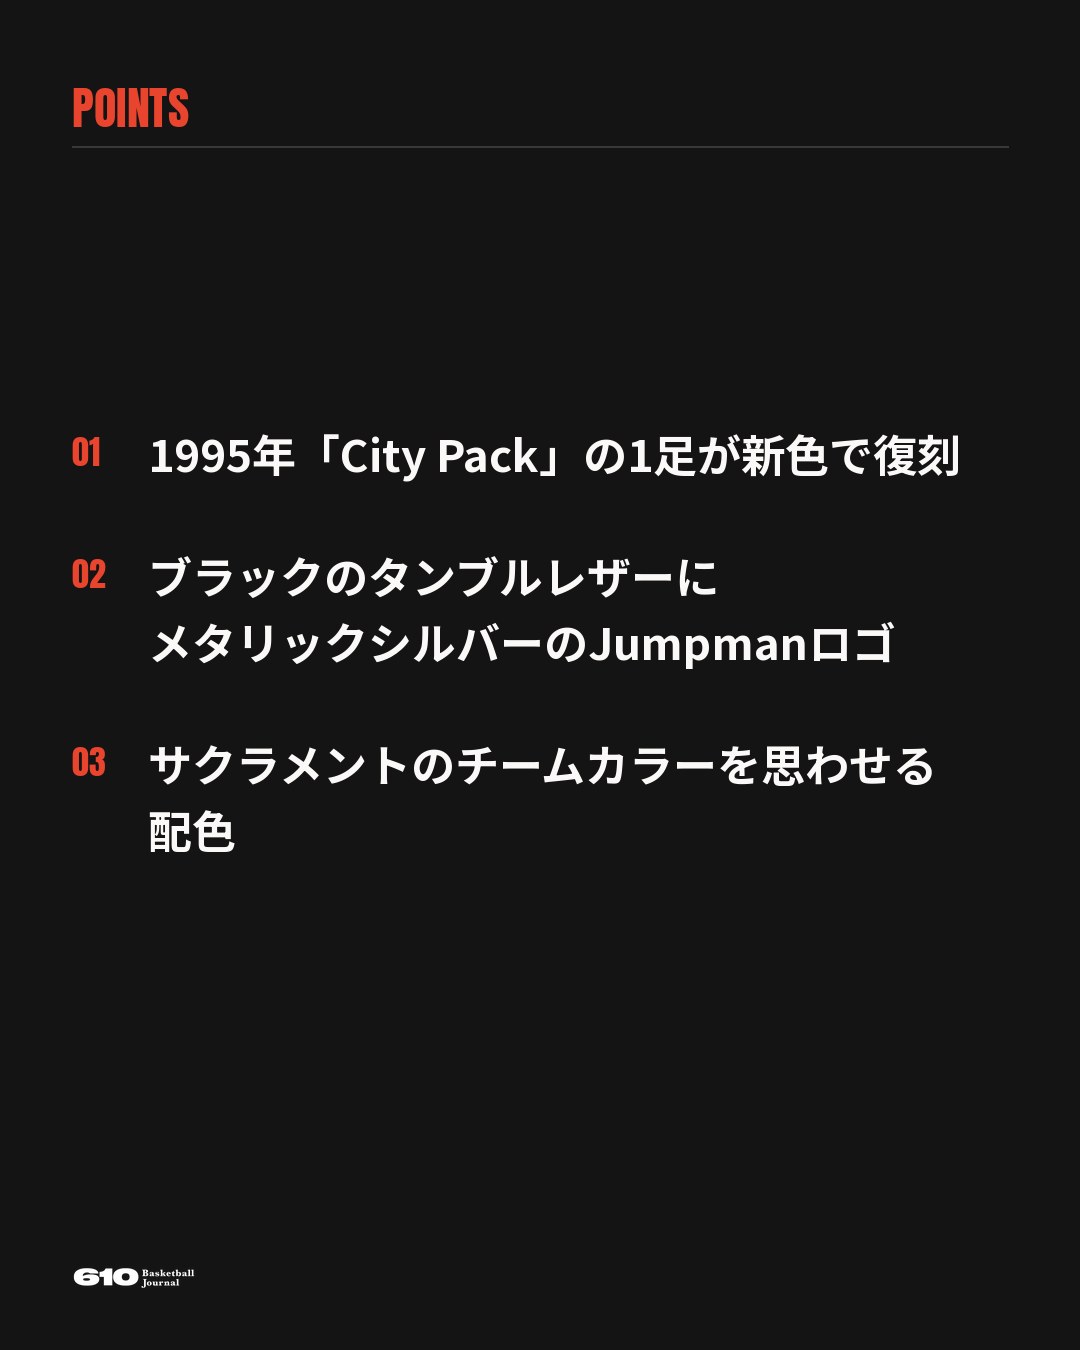 POINTS
01 1995年「City Pack」の1足が新色で復刻
02 ブラックのタンブルレザーに
メタリックシルバーのJumpmanロゴ
03 サクラメントのチームカラーを思わせる
配色
610 Basketball
Journal